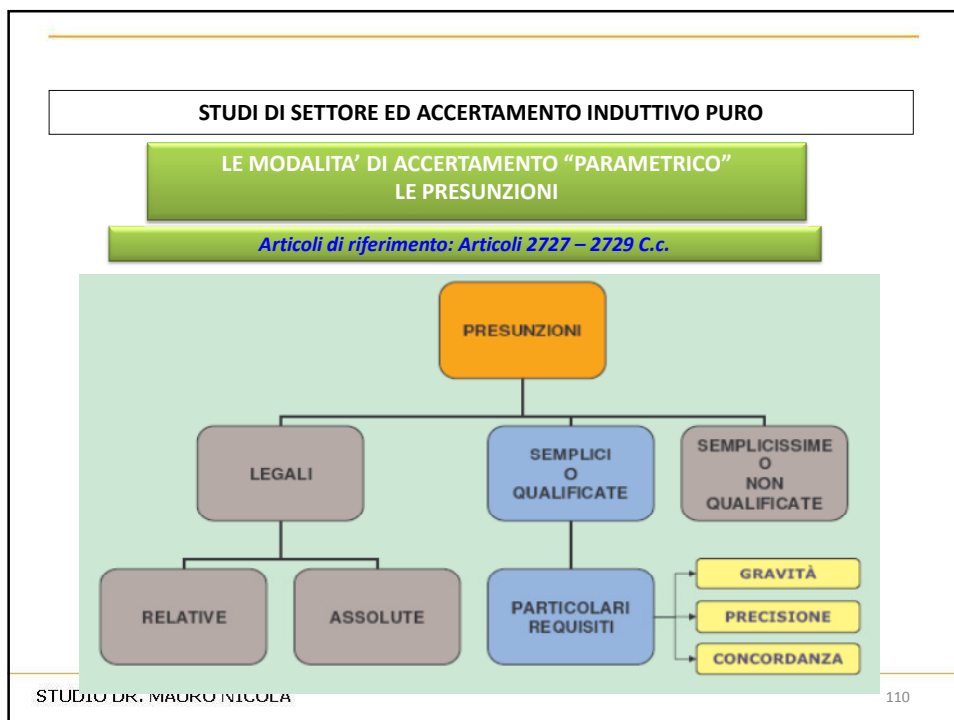 STUDI DI SETTORE ED ACCERTAMENTO INDUTTIVO PURO
LE MODALITA’ DI ACCERTAMENTO “PARAMETRICO”
LE PRESUNZIONI
Articoli di riferimento: Articoli 2727 – 2729 C.c.
PRESUNZIONI
LEGALI
SEMPLICI
O
QUALIFICATE
SEMPLICISSIME
O
NON
QUALIFICATE
RELATIVE
ASSOLUTE
PARTICOLARI
REQUISITI
GRAVITÀ
PRECISIONE
CONCORDANZA
STUDIO DR. MAURO NICOLA
110